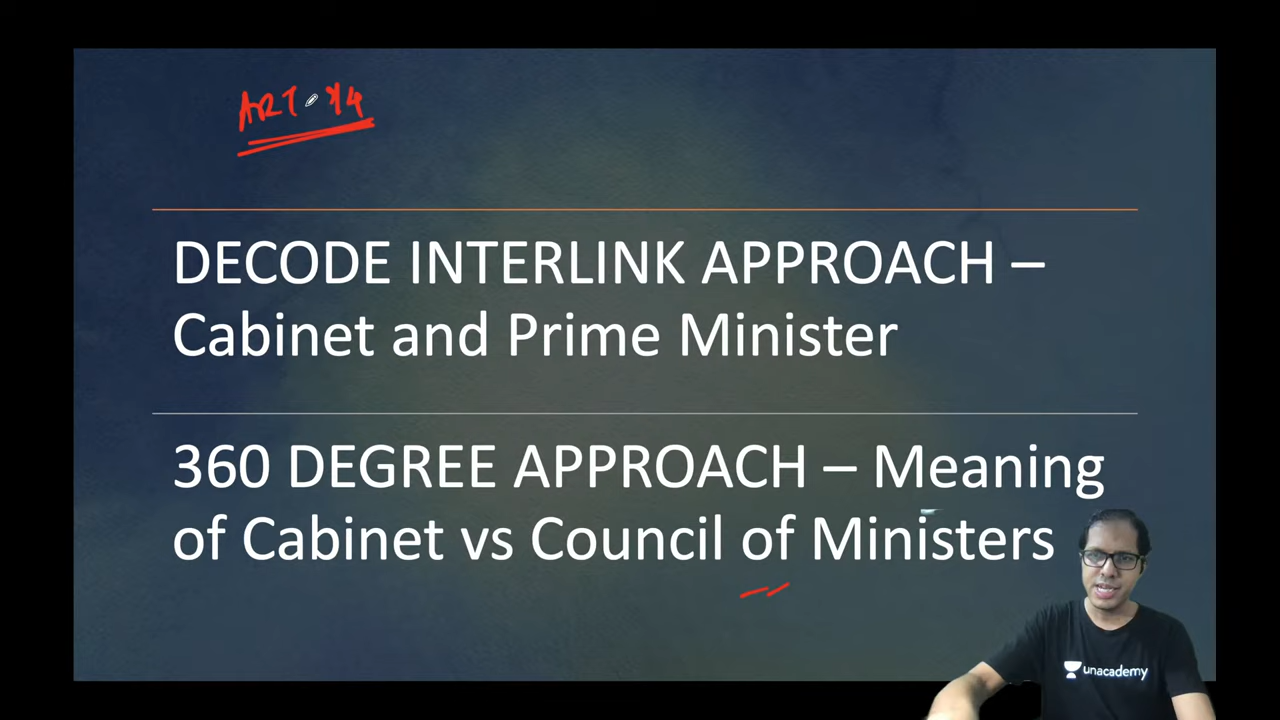 ART. 74
DECODE INTERLINK APPROACH –
Cabinet and Prime Minister
360 DEGREE APPROACH – Meaning
of Cabinet vs Council of Ministers
unacademy